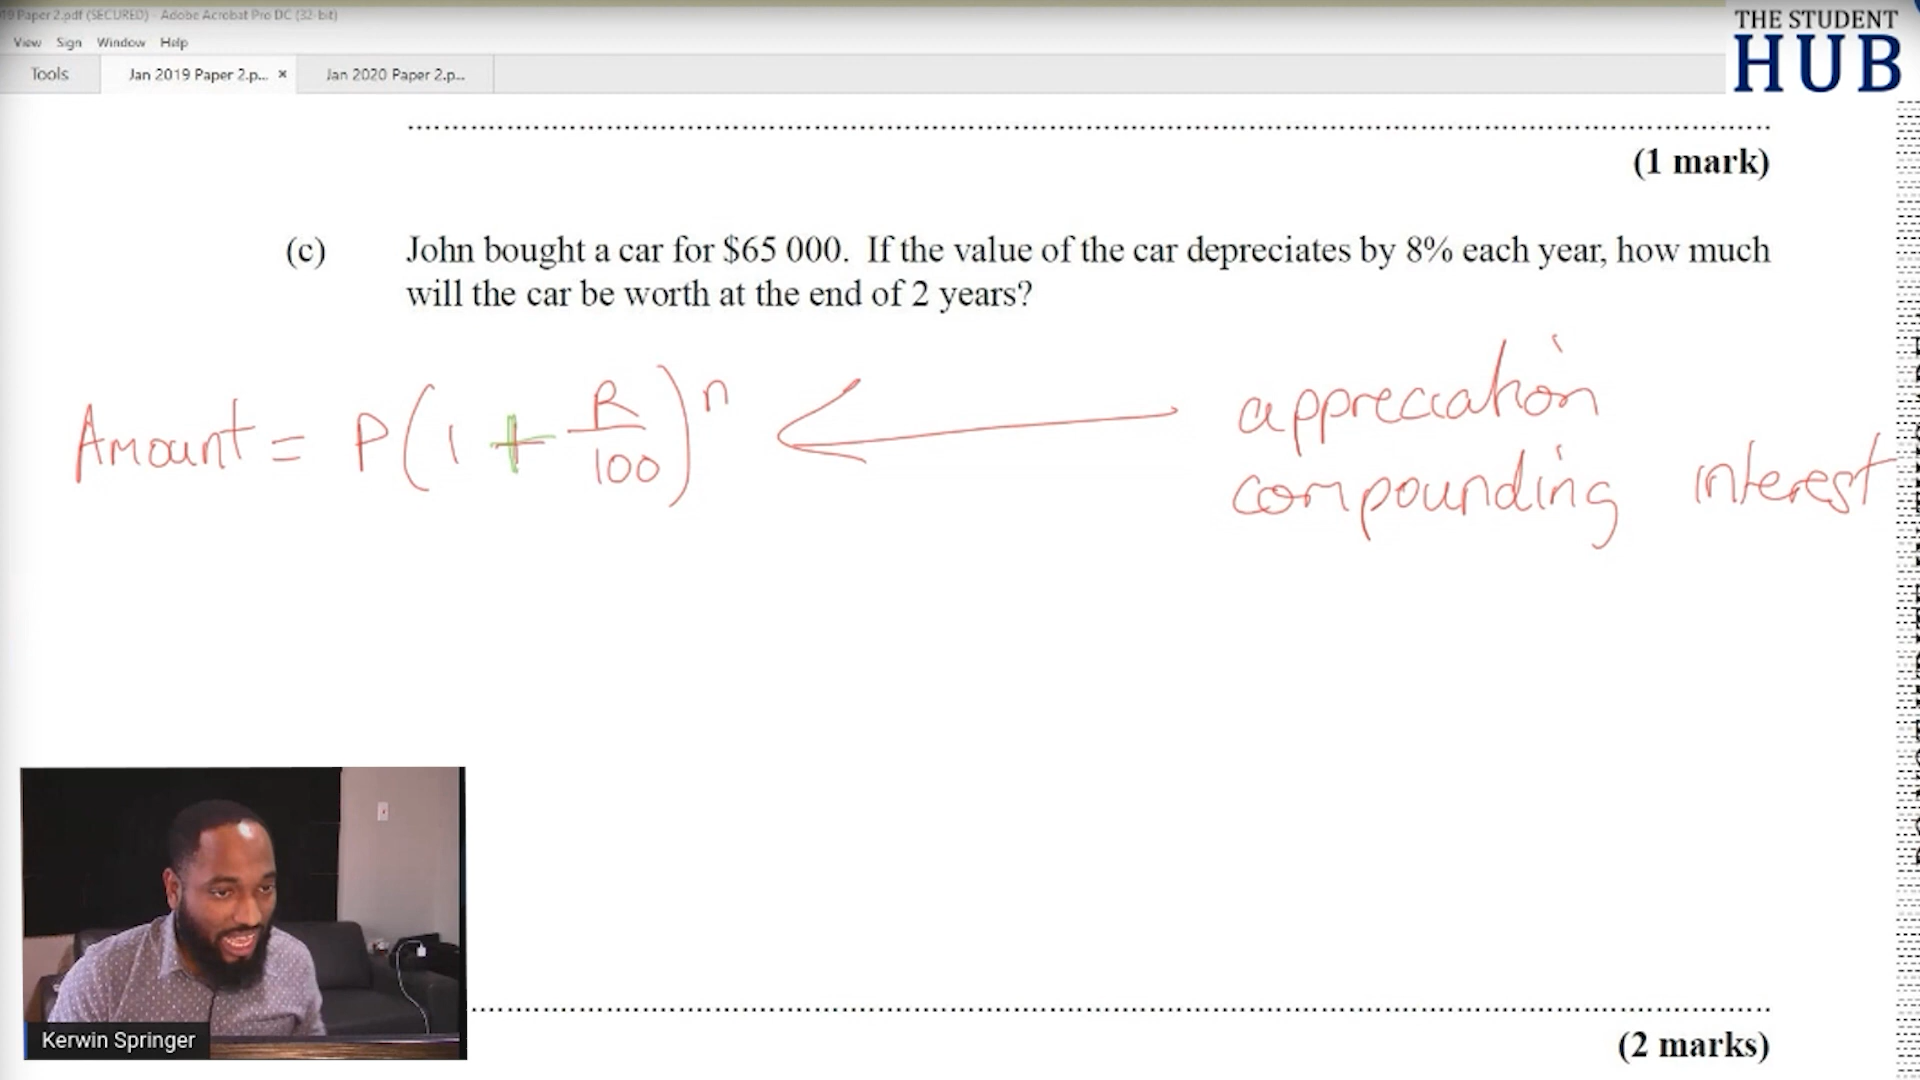 19 Paper 2.pdf (SECURED) - Adobe Acrobat Pro DC (32-bit)
THE STUDENT
HUB
View Sign Window Help
Tools Jan 2019 Paper 2.p... × Jan 2020 Paper 2.p...
(1 mark)
(c) John bought a car for $65 000. If the value of the car depreciates by 8% each year, how much
will the car be worth at the end of 2 years?
Amount = P(1 + R/100)^n appreciation
compounding interest
Kerwin Springer
(2 marks)